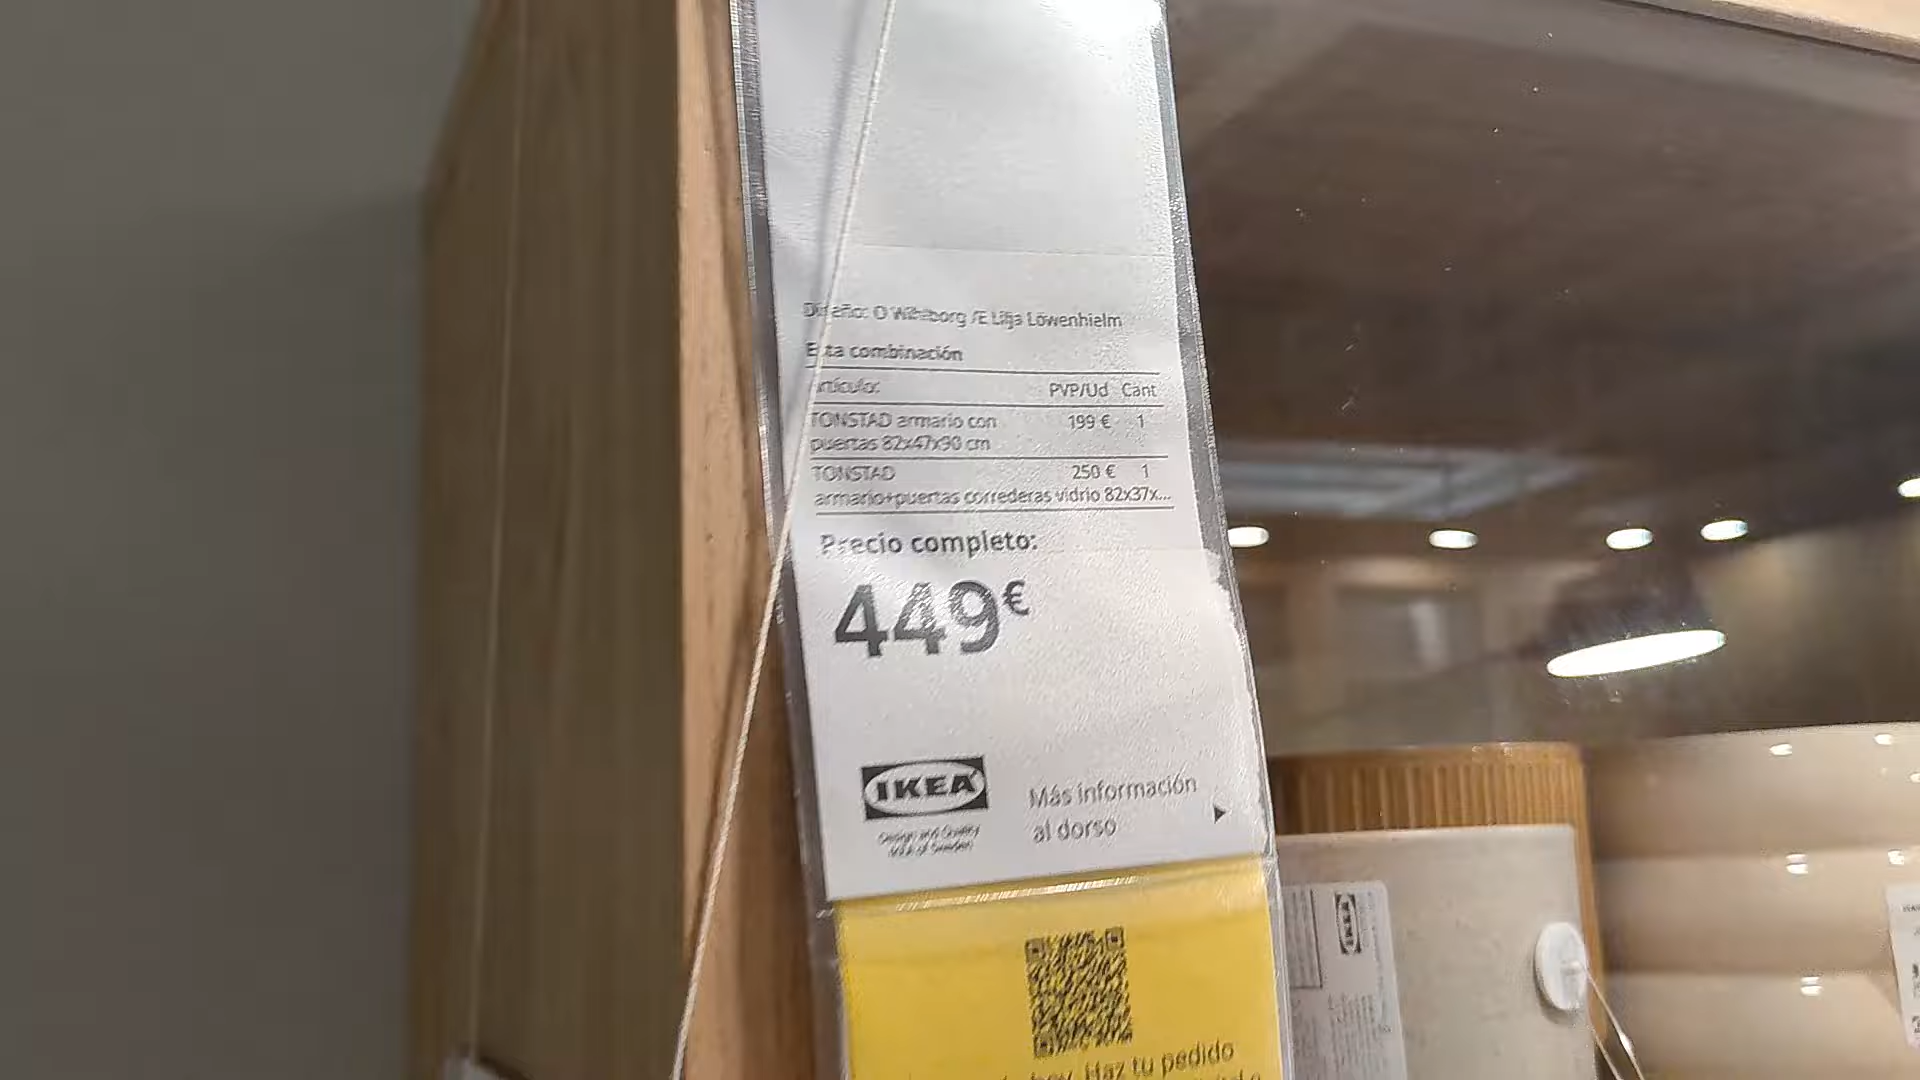 Diseño: O Wihlborg /E Lilja Löwenhielm
Esta combinación
Artículo: PVP/Ud Cant
TONSTAD armario con 199 € 1
puertas 82x47x90 cm
TONSTAD 250 € 1
armario+puertas correderas vidrio 82x37x...
Precio completo:
449€
IKEA
Design and Quality
IKEA of Sweden
Más información
al dorso
Haz tu pedido
IKEA